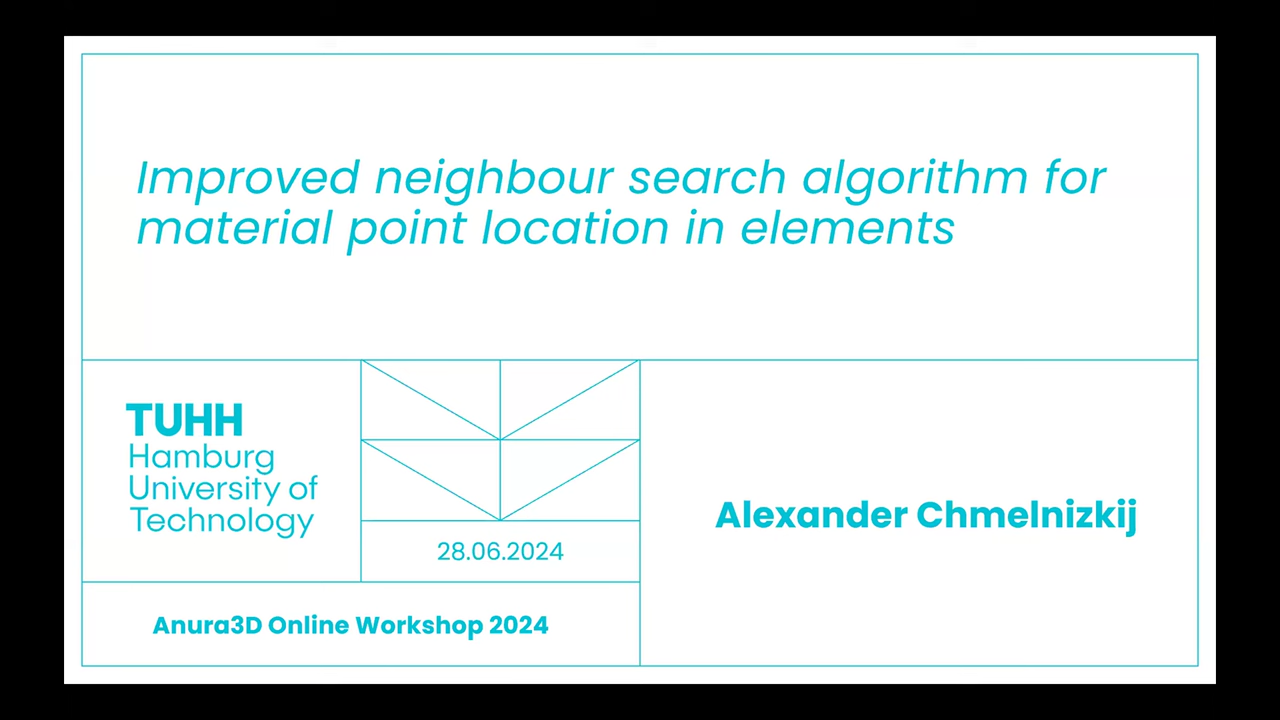 Improved neighbour search algorithm for
material point location in elements
TUHH
Hamburg
University of
Technology
28.06.2024
Alexander Chmelnizkij
Anura3D Online Workshop 2024